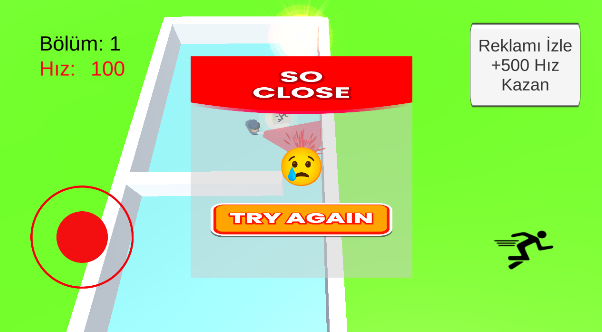 Bölüm: 1
Hız: 100
SO
CLOSE
TRY AGAIN
Reklamı İzle
+500 Hız
Kazan